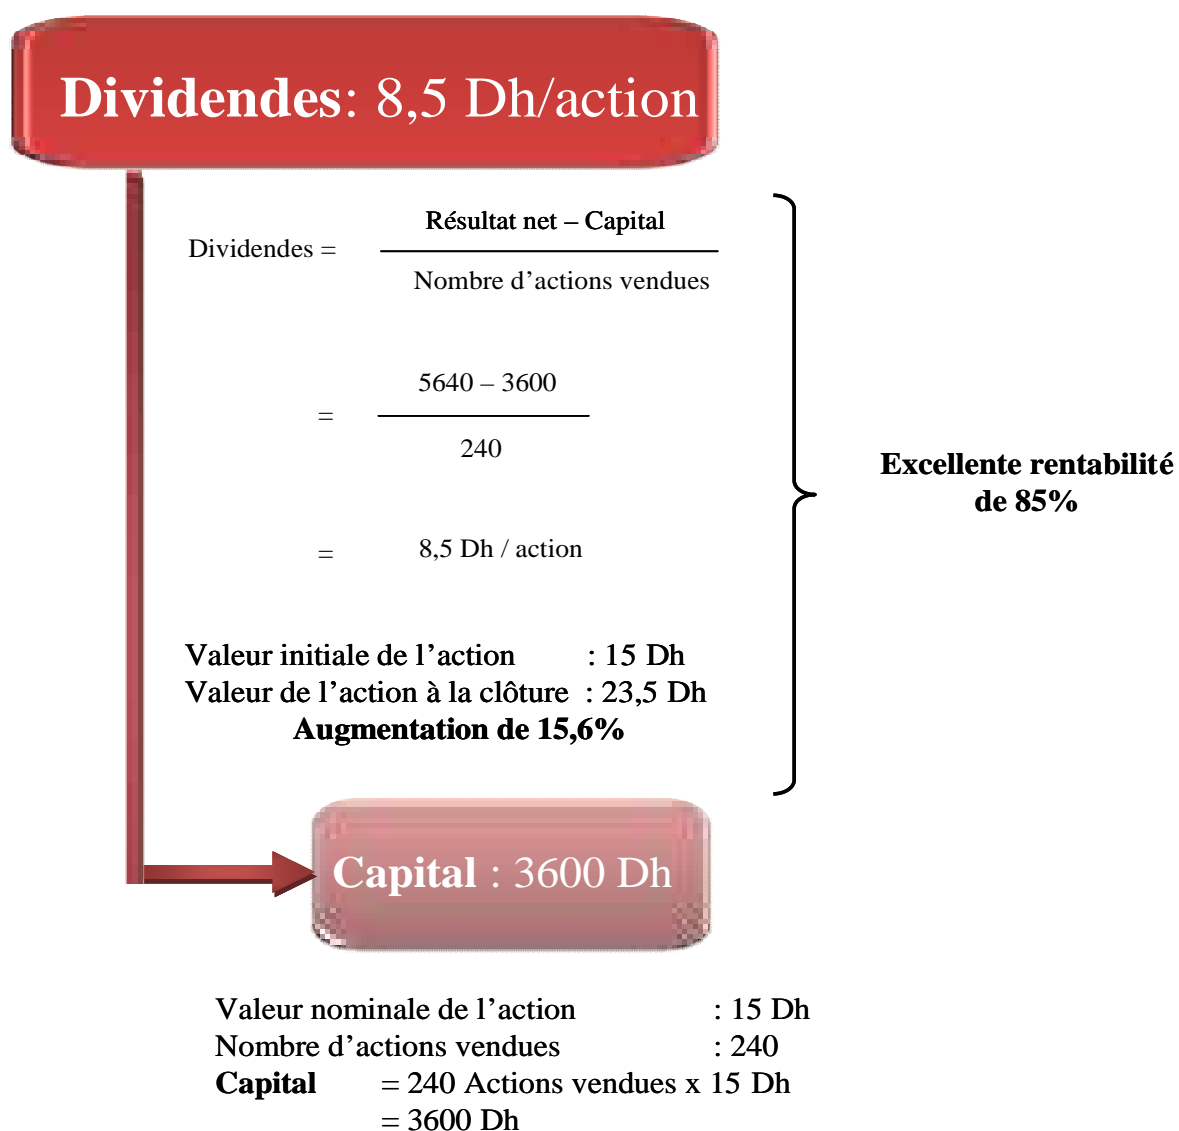 Dividendes: 8,5 Dh/action
Résultat net – Capital
Dividendes =
Nombre d’actions vendues
5640 – 3600
=
240
= 8,5 Dh / action
Excellente rentabilité
de 85%
Valeur initiale de l’action : 15 Dh
Valeur de l’action à la clôture : 23,5 Dh
Augmentation de 15,6%
Capital : 3600 Dh
Valeur nominale de l’action : 15 Dh
Nombre d’actions vendues : 240
Capital = 240 Actions vendues x 15 Dh
= 3600 Dh